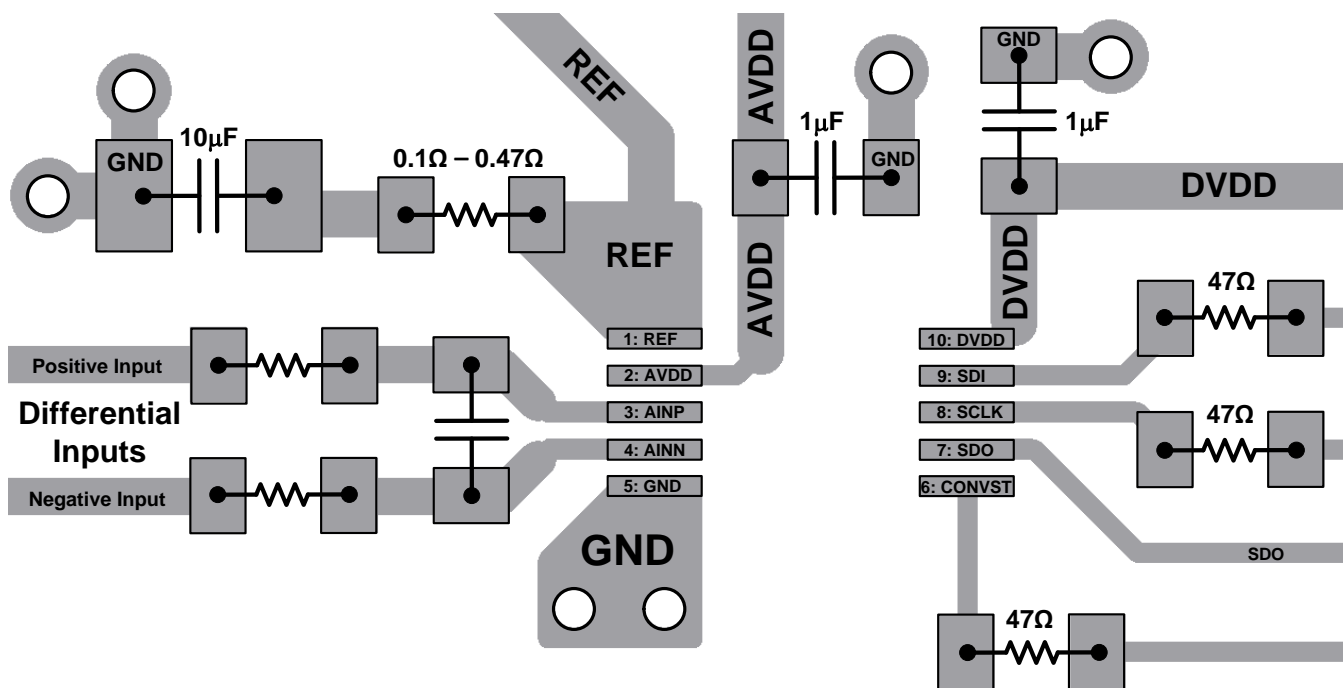 GND
REF
AVDD
10μF
1μF
1μF
GND
GND
0.1Ω – 0.47Ω
DVDD
REF
AVDD
DVDD
47Ω
1: REF
10: DVDD
Positive Input
2: AVDD
9: SDI
Differential
Inputs
3: AINP
8: SCLK
47Ω
4: AINN
7: SDO
Negative Input
5: GND
6: CONVST
GND
SDO
47Ω